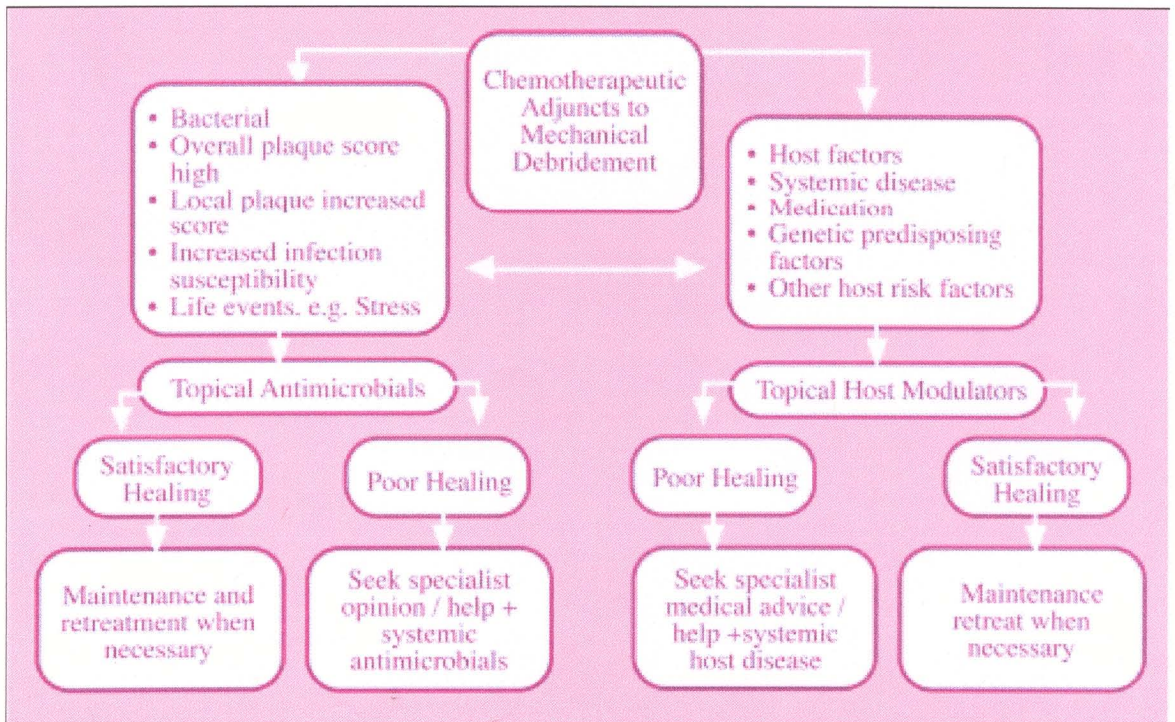 Chemotherapeutic
Adjuncts to
Mechanical
Debridement
• Bacterial
• Overall plaque score
high
• Local plaque increased
score
• Increased infection
susceptibility
• Life events. e.g. Stress
• Host factors
• Systemic disease
• Medication
• Genetic predisposing
factors
• Other host risk factors
Topical Antimicrobials
Topical Host Modulators
Satisfactory
Healing
Poor Healing
Poor Healing
Satisfactory
Healing
Maintenance and
retreatment when
necessary
Seek specialist
opinion / help +
systemic
antimicrobials
Seek specialist
medical advice /
help +systemic
host disease
Maintenance
retreat when
necessary